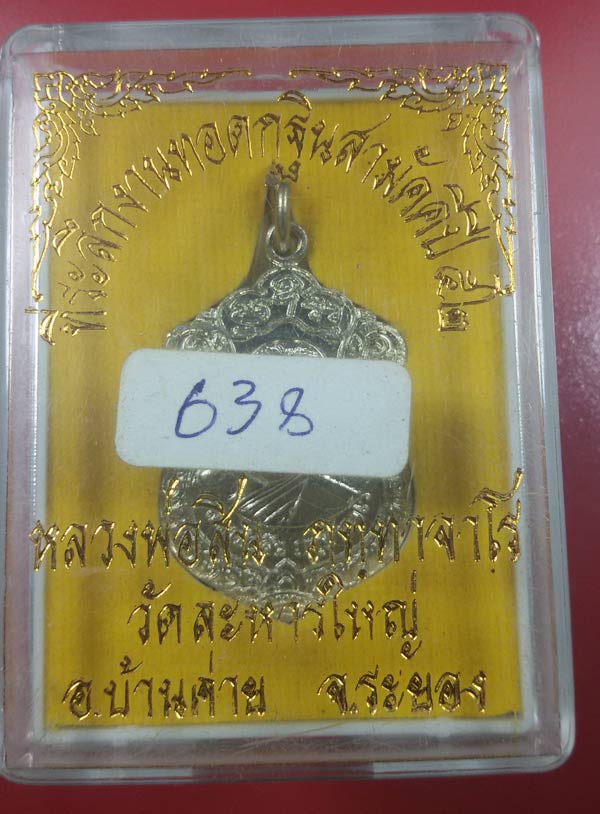 ที่ระลึกงานทอดกฐินสามัคคีปี ๕๒
638
หลวงพ่อสิน ภทฺทาจาโร
วัดละหารใหญ่
อ.บ้านค่าย จ.ระยอง